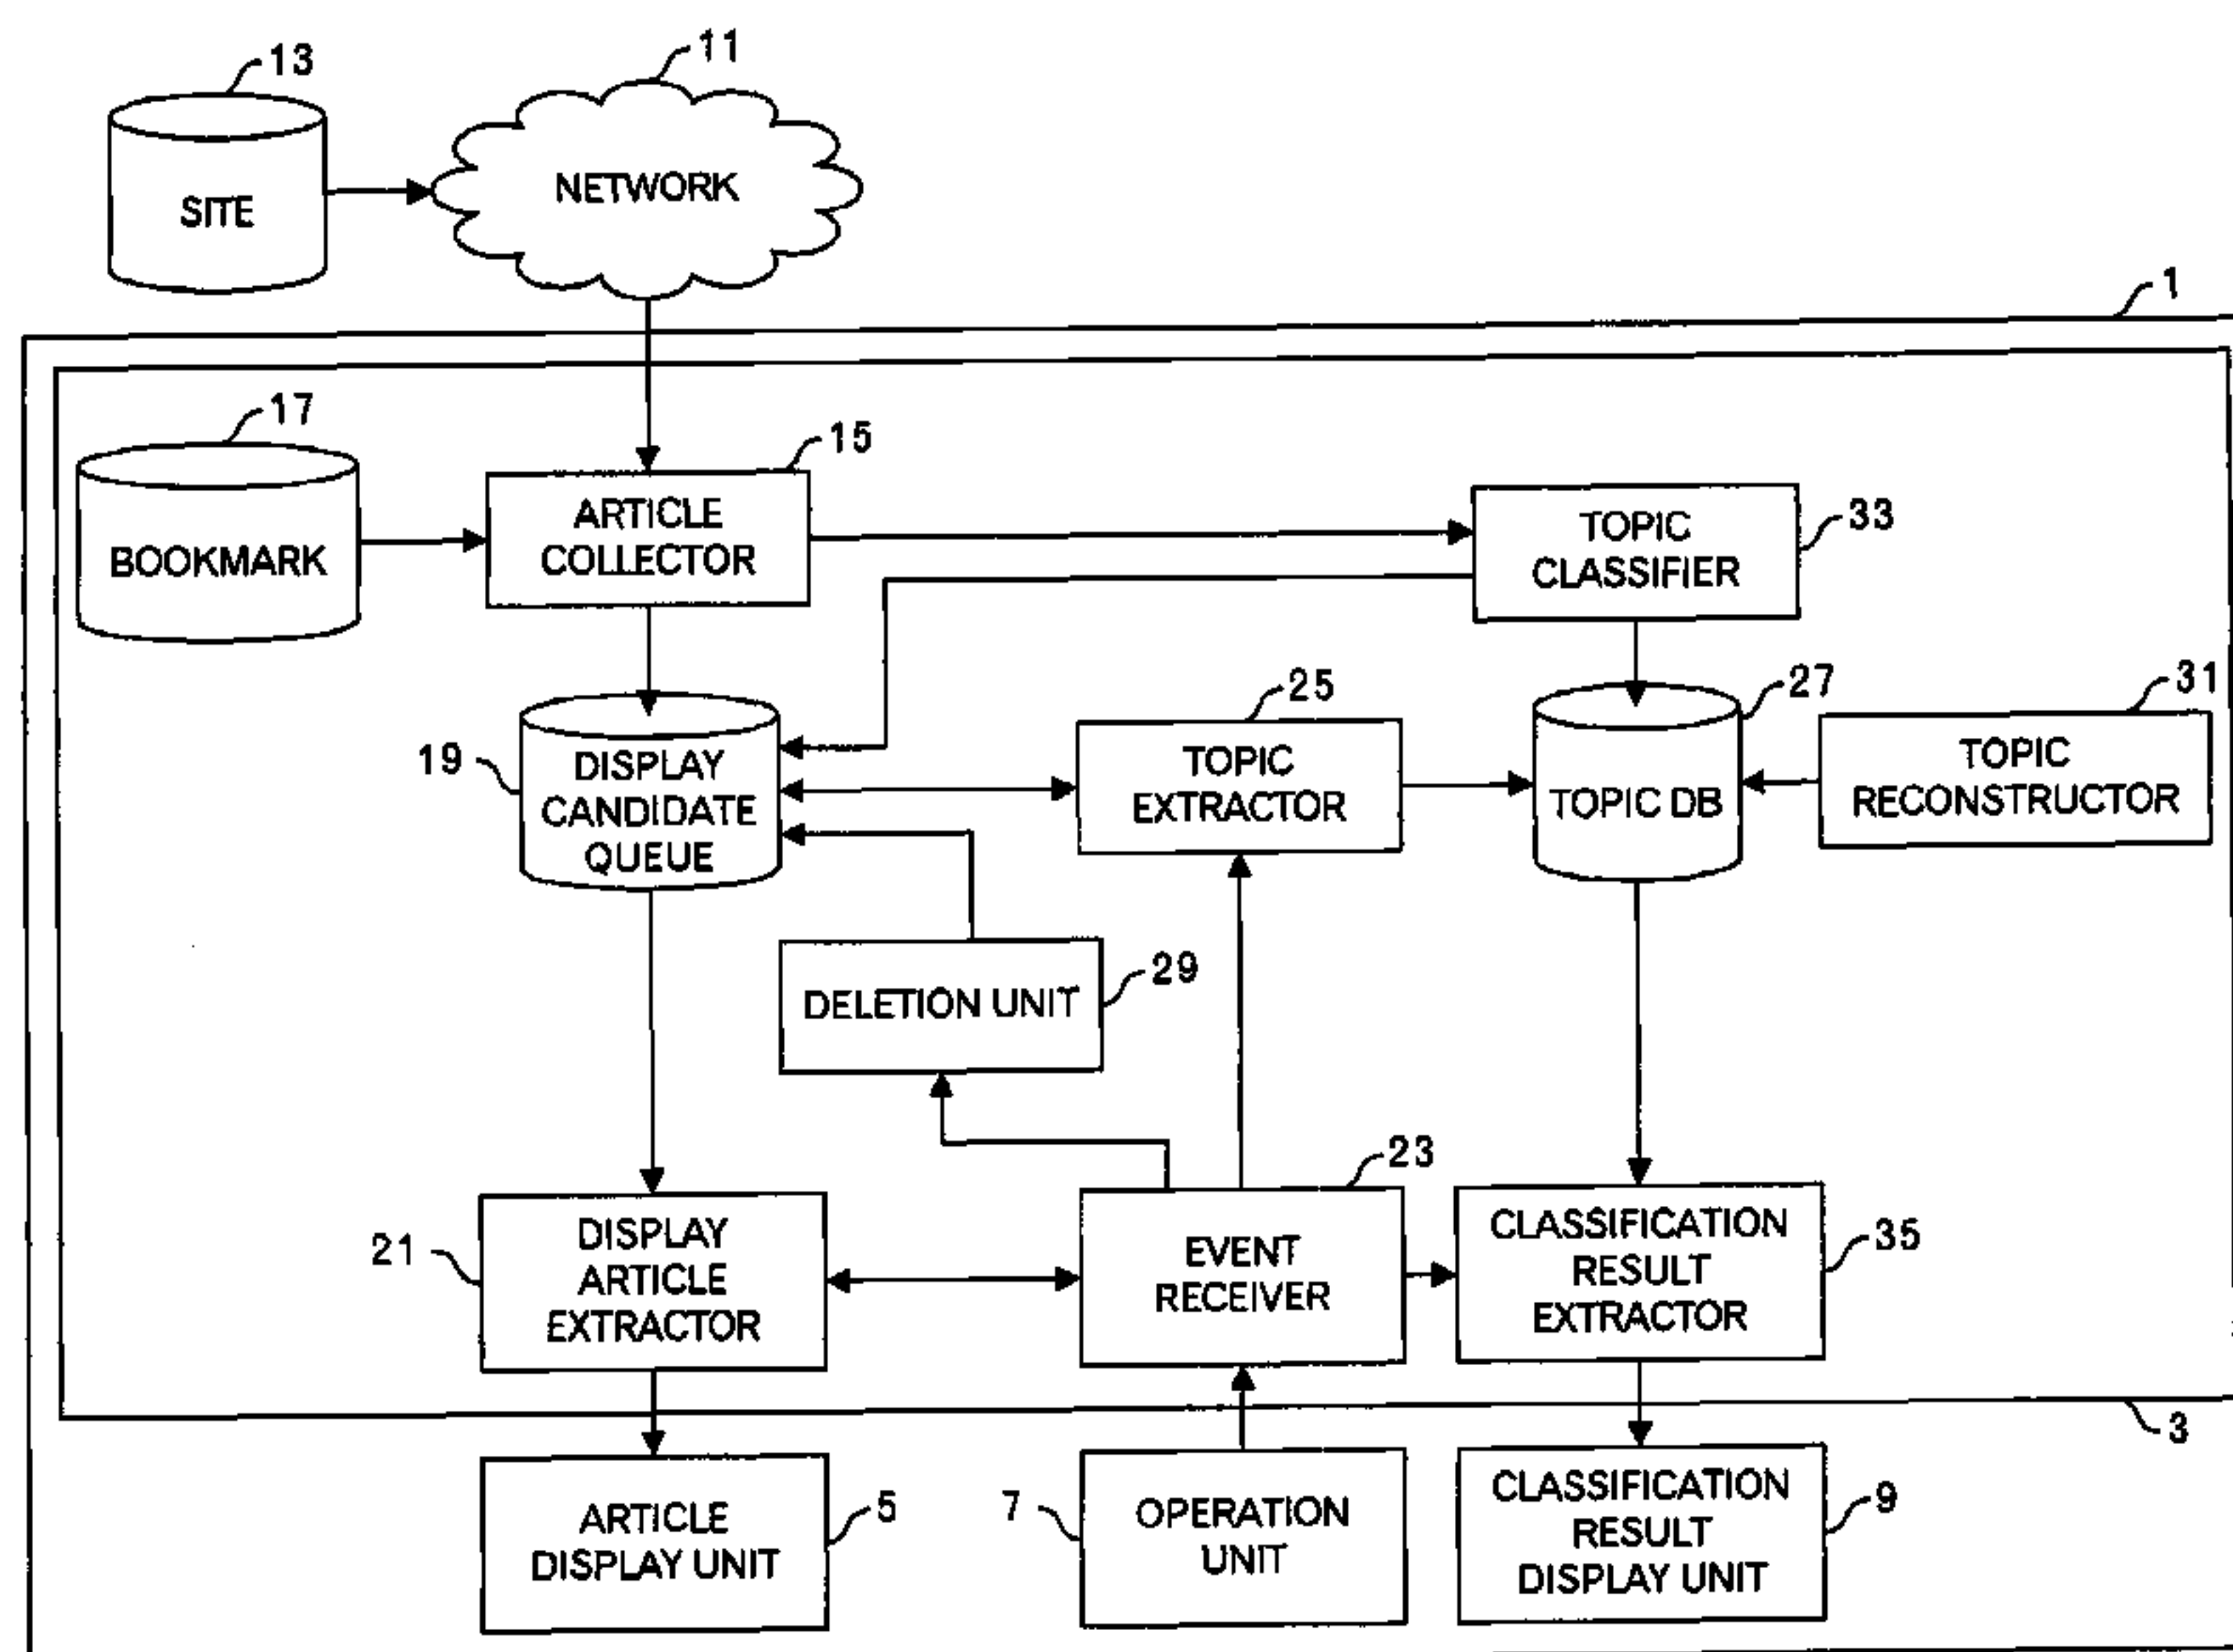 13
11
SITE
NETWORK
1
17
15
BOOKMARK
ARTICLE
COLLECTOR
TOPIC
CLASSIFIER
33
19
DISPLAY
CANDIDATE
QUEUE
25
TOPIC
EXTRACTOR
27
TOPIC DB
31
TOPIC
RECONSTRUCTOR
DELETION UNIT
29
23
21
DISPLAY
ARTICLE
EXTRACTOR
EVENT
RECEIVER
CLASSIFICATION
RESULT
EXTRACTOR
35
3
ARTICLE
DISPLAY UNIT
5
7
OPERATION
UNIT
CLASSIFICATION
RESULT
DISPLAY UNIT
9